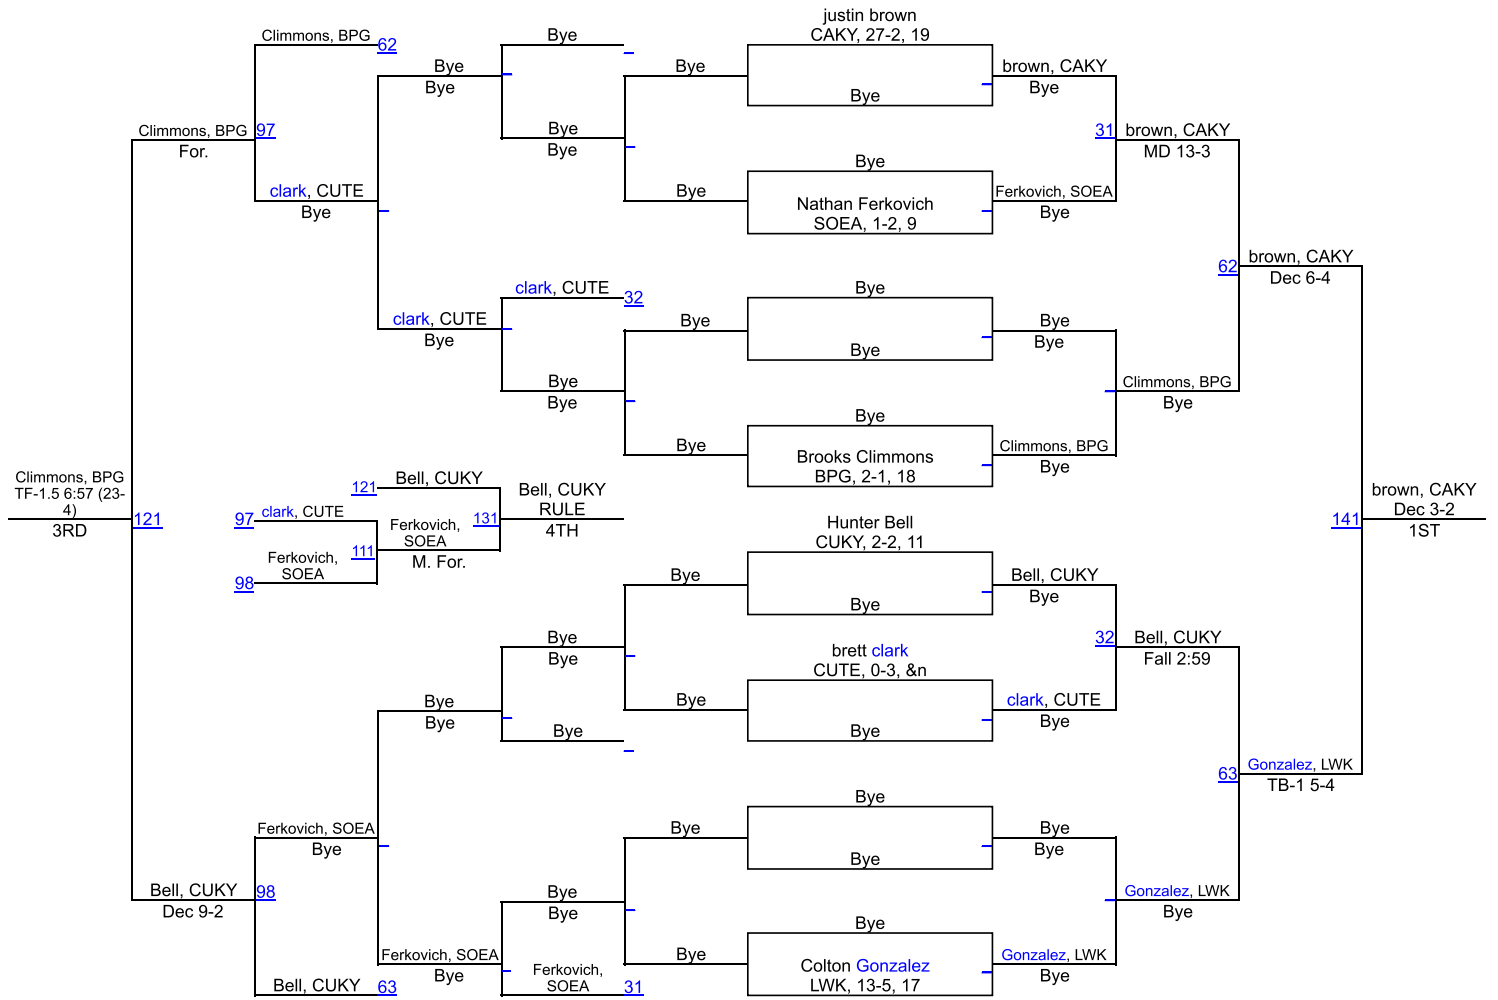 justin brown
CAKY, 27-2, 19
Climmons, BPG
62
Bye
Bye
Bye
Bye
Bye
brown, CAKY
Bye
Bye
Climmons, BPG
97
For.
Bye
Bye
31
brown, CAKY
MD 13-3
Bye
clark, CUTE
Bye
Bye
Nathan Ferkovich
SOEA, 1-2, 9
Ferkovich, SOEA
Bye
62
brown, CAKY
Dec 6-4
clark, CUTE
32
Bye
clark, CUTE
Bye
Bye
Bye
Bye
Bye
Bye
Bye
Climmons, BPG
Bye
Bye
Bye
Brooks Climmons
BPG, 2-1, 18
Climmons, BPG
Bye
Climmons, BPG
TF-1.5 6:57 (23-
4)
3RD
121
121
Bell, CUKY
97
clark, CUTE
Ferkovich,
SOEA
98
111
Ferkovich,
SOEA
M. For.
131
Bell, CUKY
RULE
4TH
141
brown, CAKY
Dec 3-2
1ST
Hunter Bell
CUKY, 2-2, 11
Bye
Bye
Bell, CUKY
Bye
Bye
Bye
32
Bell, CUKY
Fall 2:59
brett clark
CUTE, 0-3, &n
Bye
Bye
Bye
Bye
clark, CUTE
Bye
63
Gonzalez, LWK
TB-1 5-4
Bye
Ferkovich, SOEA
Bye
Bye
Bye
Bye
Bye
Bell, CUKY
98
Dec 9-2
Bye
Bye
Gonzalez, LWK
Bye
Bye
Ferkovich, SOEA
Bye
Bye
Colton Gonzalez
LWK, 13-5, 17
Gonzalez, LWK
Bye
Bell, CUKY
63
Ferkovich,
SOEA
31